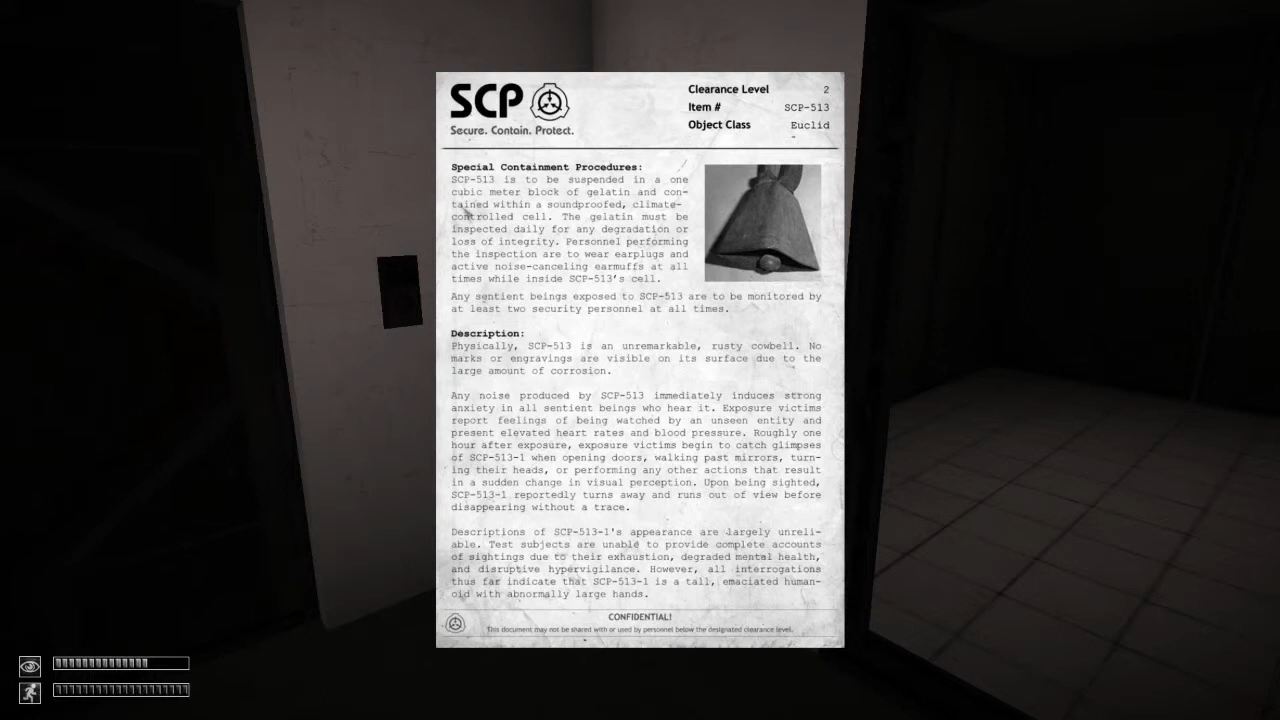 SCP
Secure. Contain. Protect.
Clearance Level 2
Item # SCP-513
Object Class Euclid
Special Containment Procedures:
SCP-513 is to be suspended in a one
cubic meter block of gelatin and con-
tained within a soundproofed, climate-
controlled cell. The gelatin must be
inspected daily for any degradation or
loss of integrity. Personnel performing
the inspection are to wear earplugs and
active noise-canceling earmuffs at all
times while inside SCP-513's cell.
Any sentient beings exposed to SCP-513 are to be monitored by
at least two security personnel at all times.
Description:
Physically, SCP-513 is an unremarkable, rusty cowbell. No
marks or engravings are visible on its surface due to the
large amount of corrosion.
Any noise produced by SCP-513 immediately induces strong
anxiety in all sentient beings who hear it. Exposure victims
report feelings of being watched by an unseen entity and
present elevated heart rates and blood pressure. Roughly one
hour after exposure, exposure victims begin to catch glimpses
of SCP-513-1 when opening doors, walking past mirrors, turn-
ing their heads, or performing any other actions that result
in a sudden change in visual perception. Upon being sighted,
SCP-513-1 reportedly turns away and runs out of view before
disappearing without a trace.
Descriptions of SCP-513-1's appearance are largely unreli-
able. Test subjects are unable to provide complete accounts
of sightings due to their exhaustion, degraded mental health,
and disruptive hypervigilance. However, all interrogations
thus far indicate that SCP-513-1 is a tall, emaciated human-
oid with abnormally large hands.
CONFIDENTIAL!
This document may not be shared with or used by personnel below the designated clearance level.